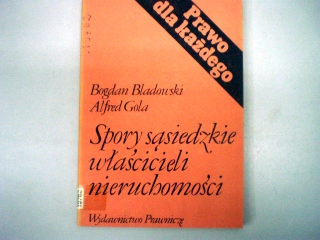 Prawo
dla każdego
Bogdan Bladowski
Alfred Gola
Spory sąsiedzkie
właścicieli
nieruchomości
Wydawnictwo Prawnicze